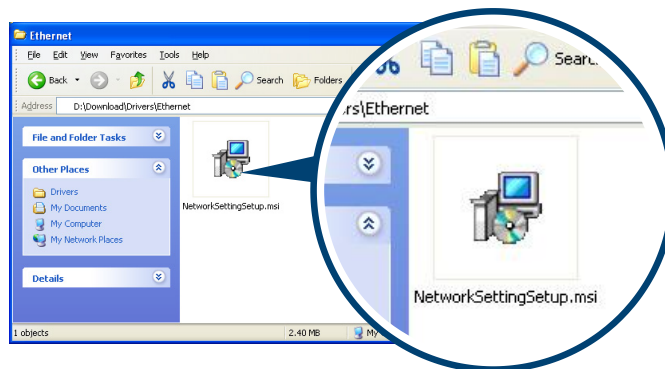 Ethernet
File Edit View Favorites Tools Help
Back Search Folders
Address D:\Download\Drivers\Ethernet
File and Folder Tasks
Other Places
Drivers
My Documents
My Computer
My Network Places
Details
NetworkSettingSetup.msi
1 objects 2.40 MB My
Searc
rs\Ethernet
NetworkSettingSetup.msi